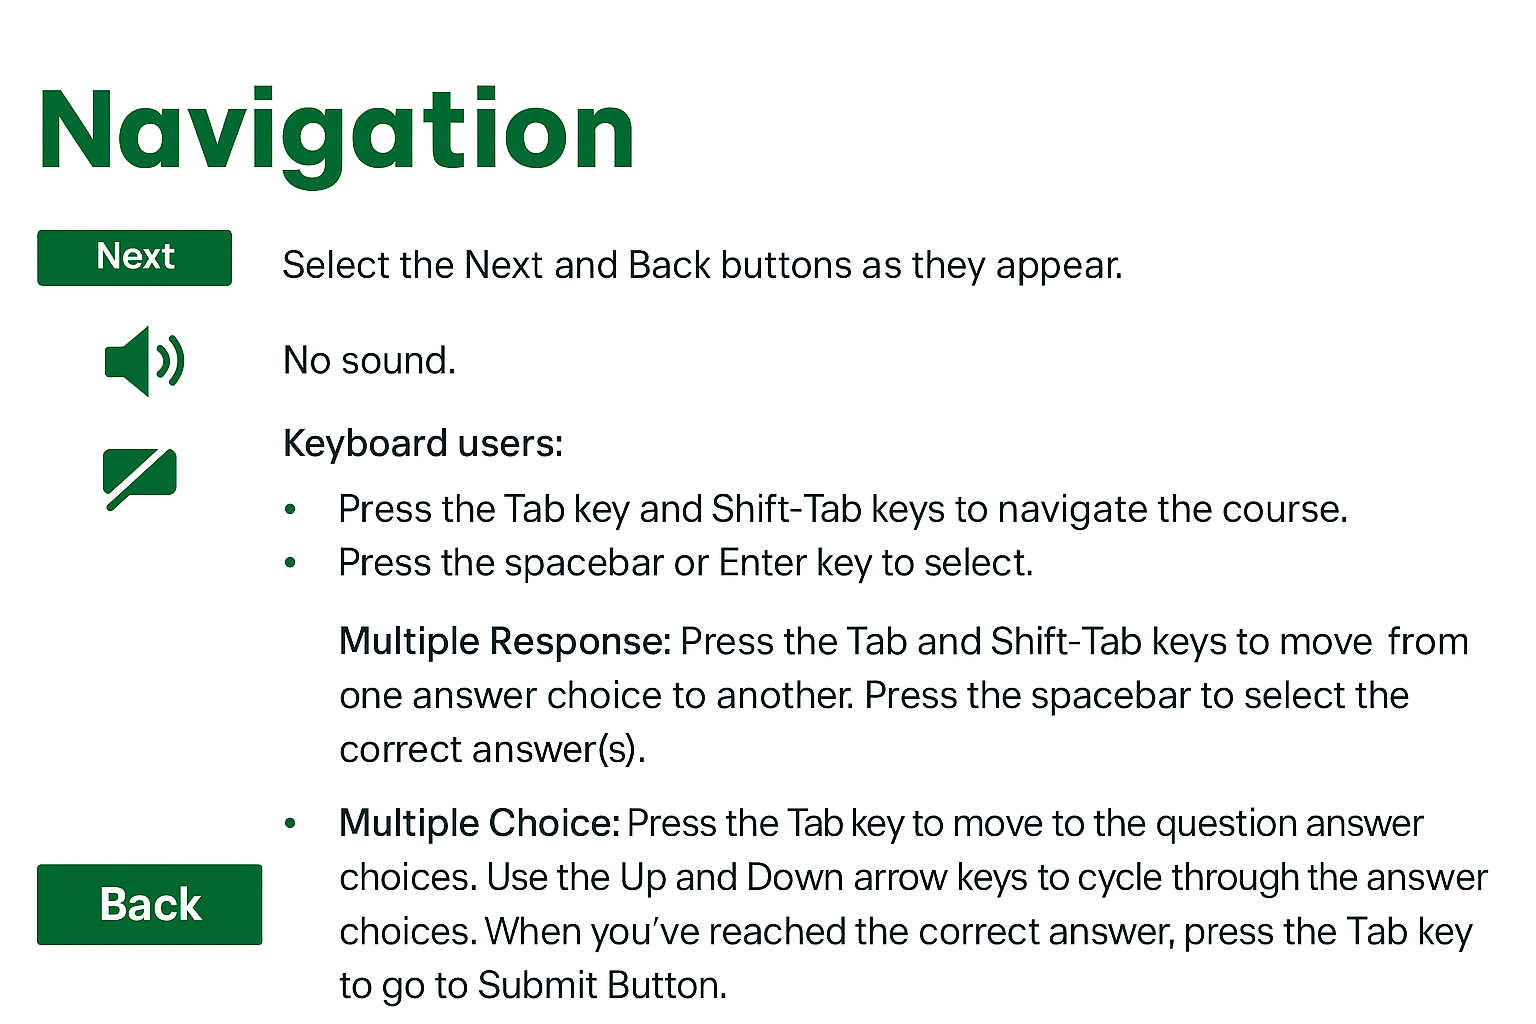 Navigation
Next
Select the Next and Back buttons as they appear.
No sound.
Keyboard users:
• Press the Tab key and Shift-Tab keys to navigate the course.
• Press the spacebar or Enter key to select.
Multiple Response: Press the Tab and Shift-Tab keys to move from
one answer choice to another. Press the spacebar to select the
correct answer(s).
• Multiple Choice: Press the Tab key to move to the question answer
choices. Use the Up and Down arrow keys to cycle through the answer
choices. When you’ve reached the correct answer, press the Tab key
to go to Submit Button.
Back